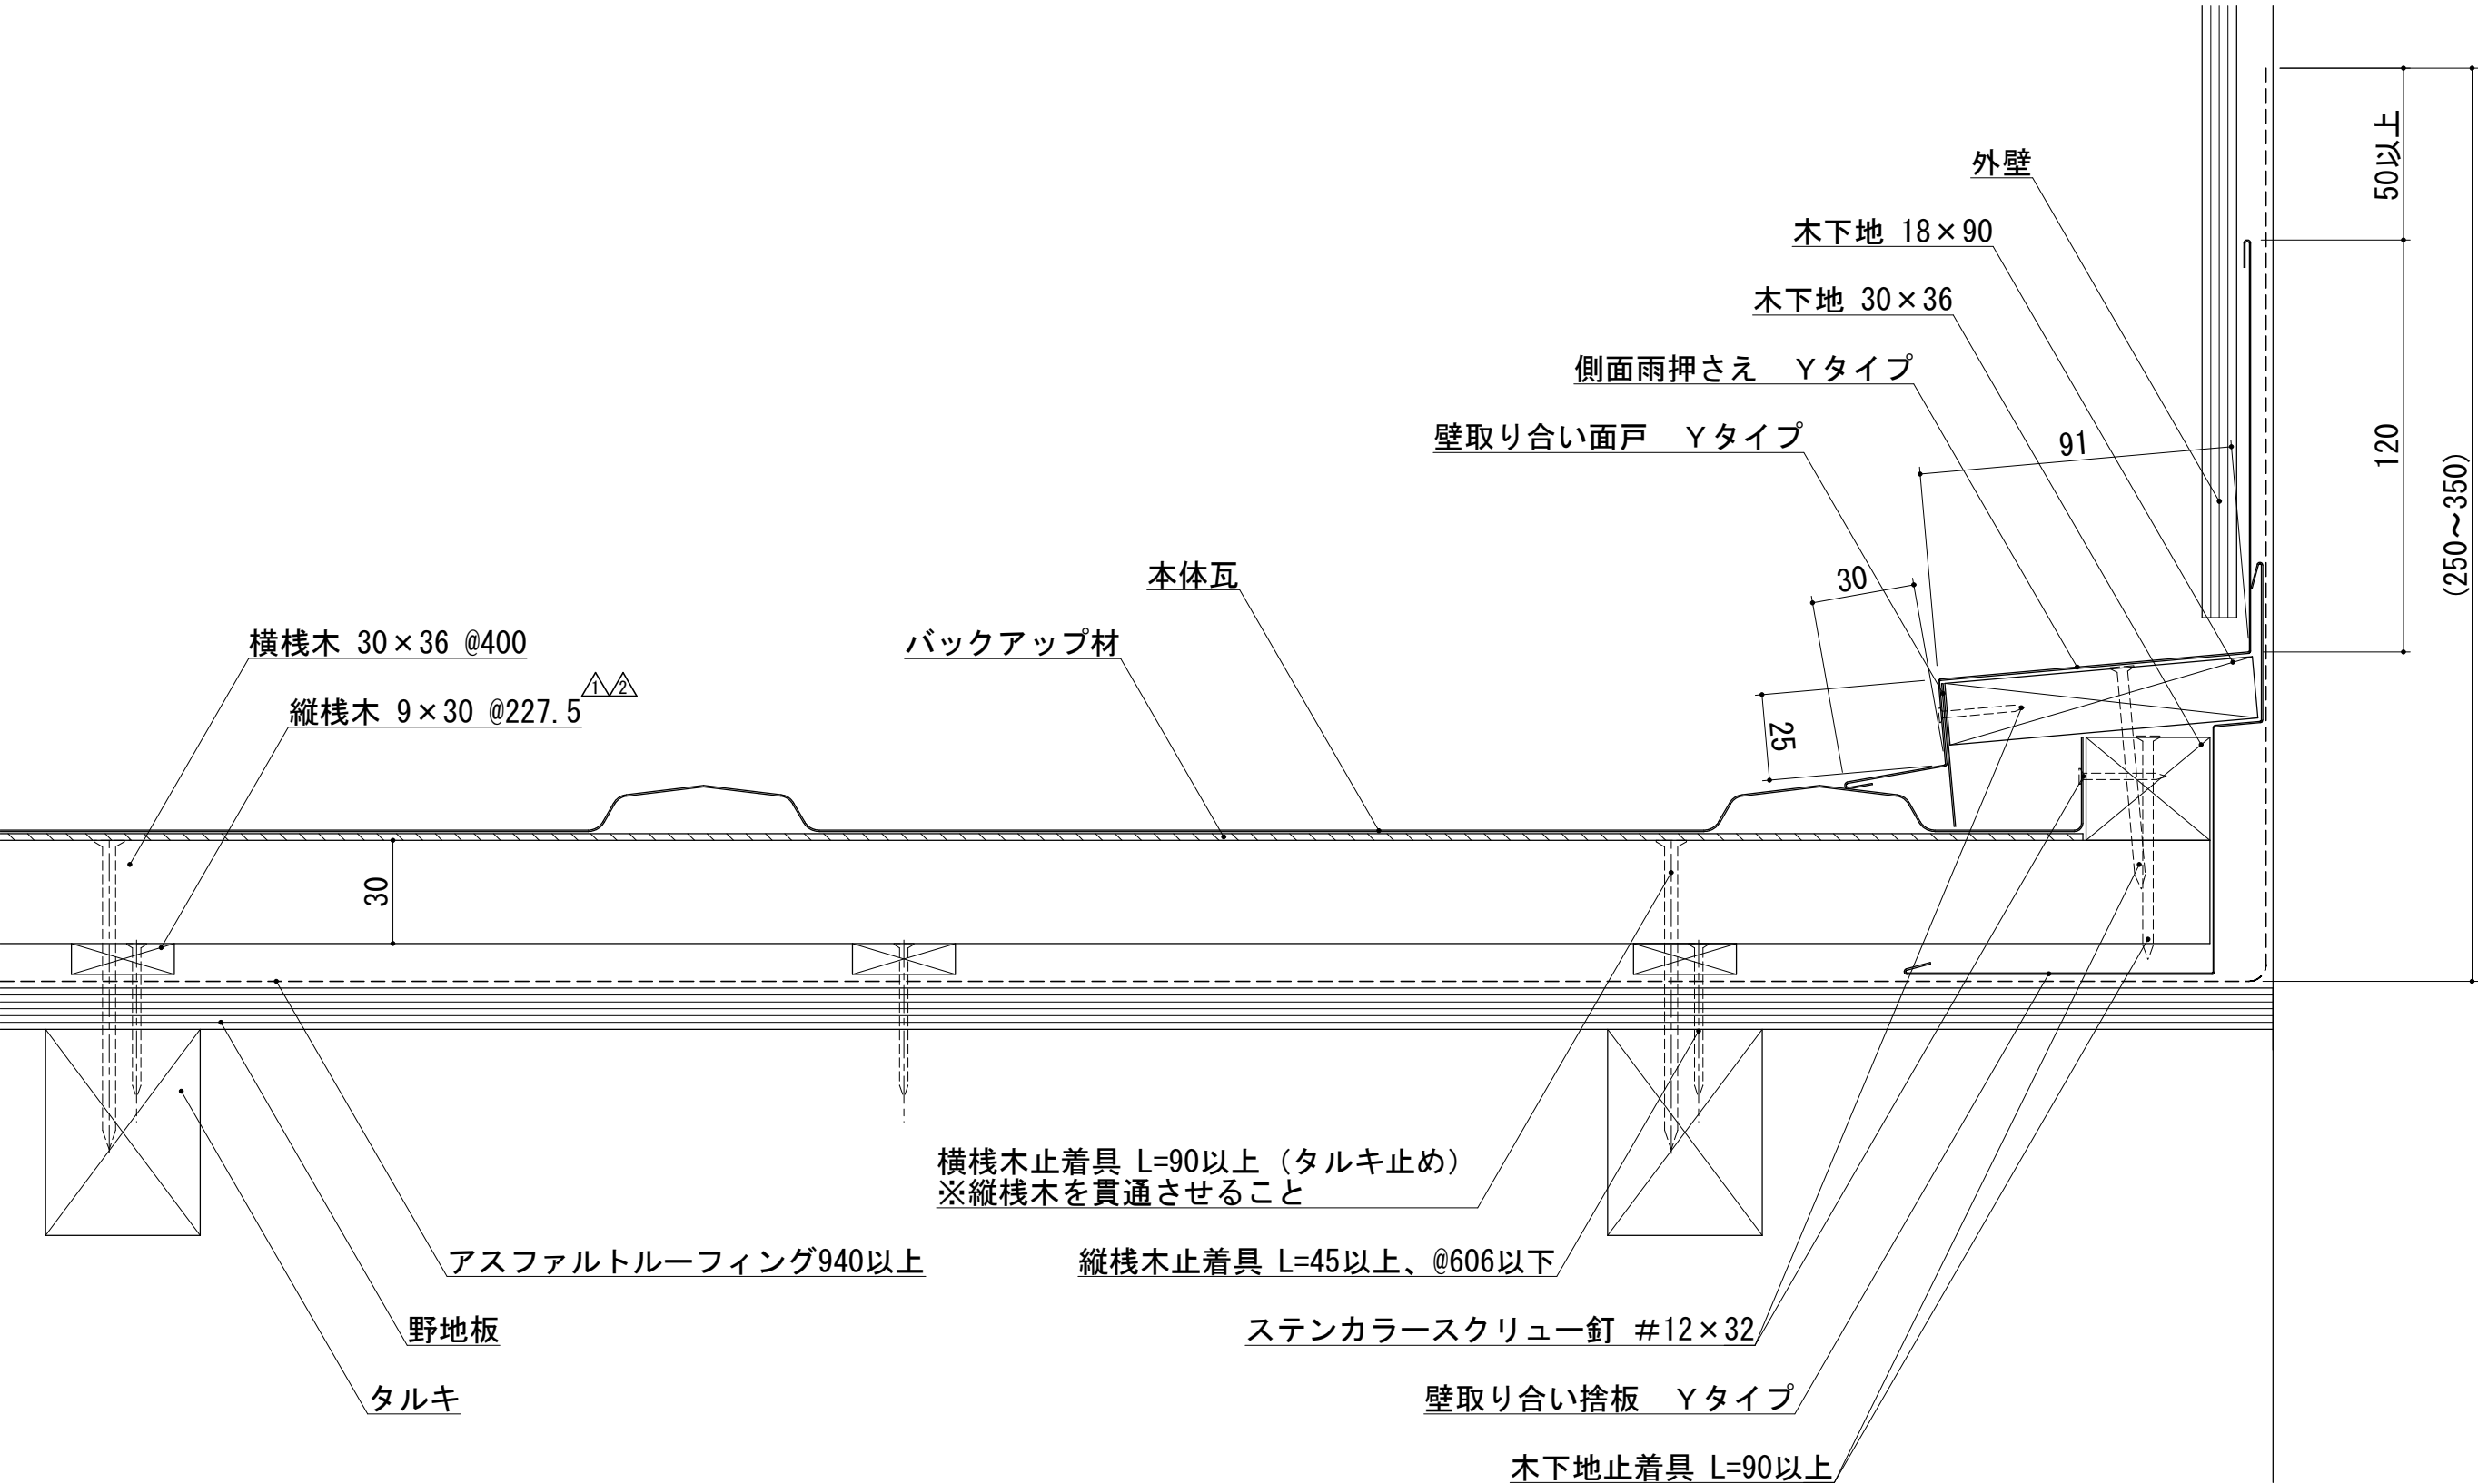 50以上
外壁
木下地 18×90
木下地 30×36
側面雨押さえ　Yタイプ
壁取り合い面戸　Yタイプ
91
120
(250～350)
本体瓦
30
バックアップ材
横桟木 30×36 @400
1 2
縦桟木 9×30 @227.5
25
30
横桟木止着具 L=90以上（タルキ止め）
※縦桟木を貫通させること
アスファルトルーフィング940以上
縦桟木止着具 L=45以上、@606以下
野地板
ステンカラースクリュー釘 #12×32
タルキ
壁取り合い捨板　Yタイプ
木下地止着具 L=90以上